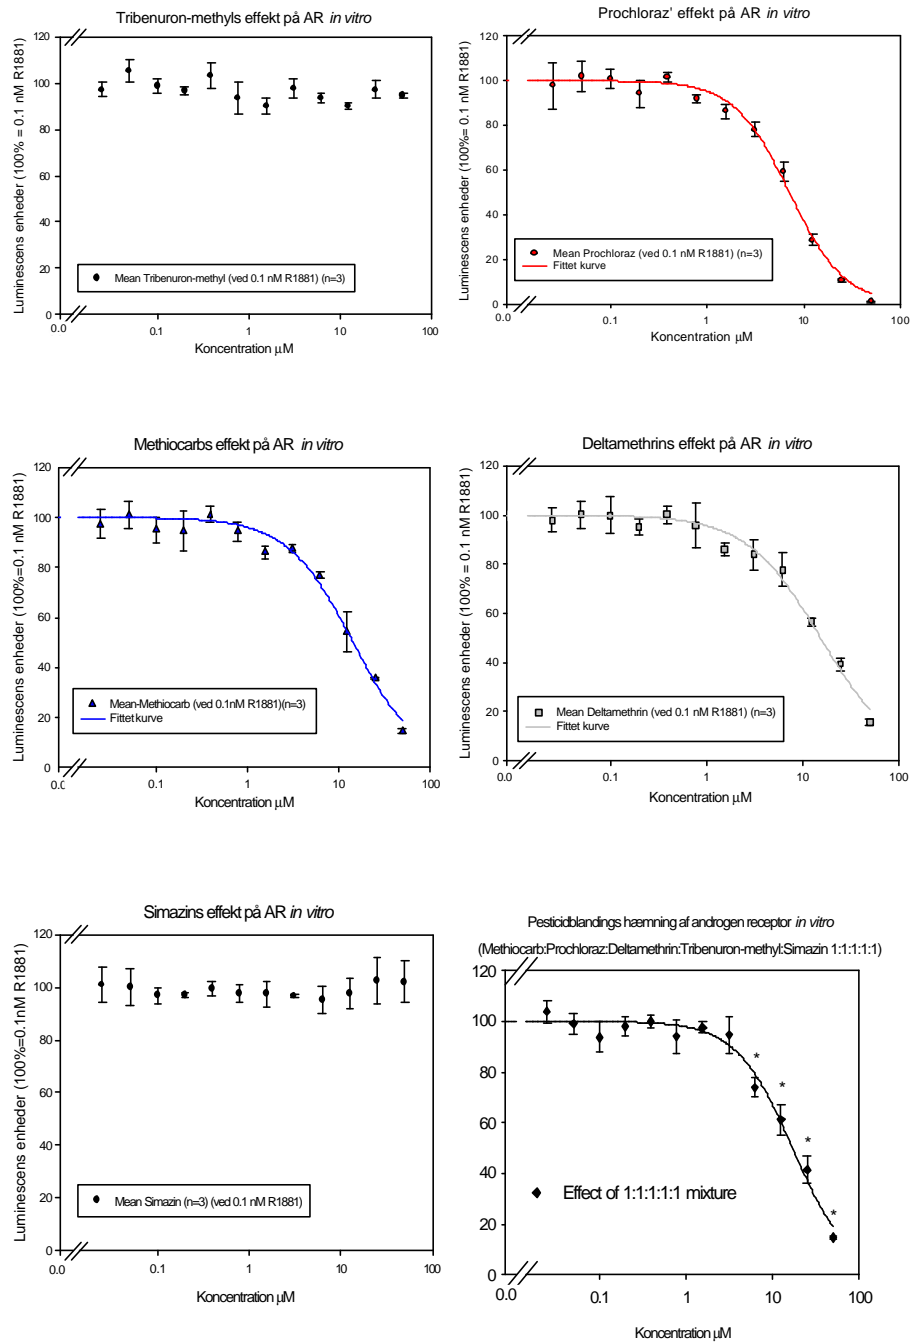 Tribenuron-methyls effekt på AR in vitro
Luminescens enheder (100%= 0.1 nM R1881)
120
100
80
60
40
20
0
Mean Tribenuron-methyl (ved 0.1 nM R1881) (n=3)
0.0 0.1 1 10 100
Koncentration µM
Prochloraz’ effekt på AR in vitro
Luminescens enheder (100%= 0.1 nM R1881)
120
100
80
60
40
20
0
Mean Prochloraz (ved 0.1 nM R1881) (n=3)
Fittet kurve
0.0 0.1 1 10 100
Koncentration µM
Methiocarbs effekt på AR in vitro
Luminescens enheder (100%=0.1 nM R1881)
120
100
80
60
40
20
0
Mean-Methiocarb (ved 0.1nM R1881)(n=3)
Fittet kurve
0.1 1 10 100
Koncentration µM
Deltamethrins effekt på AR in vitro
Luminescens enheder (100% = 0.1 nM R1881)
120
100
80
60
40
20
0
Mean Deltamethrin (ved 0.1 nM R1881) (n=3)
Fittet kurve
0.0 0.1 1 10 100
Koncentration µM
Simazins effekt på AR in vitro
Luminescens enheder (100%=0.1nM R1881)
120
100
80
60
40
20
0
Mean Simazin (n=3) (ved 0.1 nM R1881)
0.0 0.1 1 10 100
Koncentration µM
Pesticidblandings hæmning af androgen receptor in vitro
(Methiocarb:Prochloraz:Deltamethrin:Tribenuron-methyl:Simazin 1:1:1:1:1)
Luminescens enheder (100%= 0.1 nM R1881)
120
100
80
60
40
20
0
*
*
*
*
Effect of 1:1:1:1:1 mixture
0.0 0.1 1 10 100
Koncentration µM